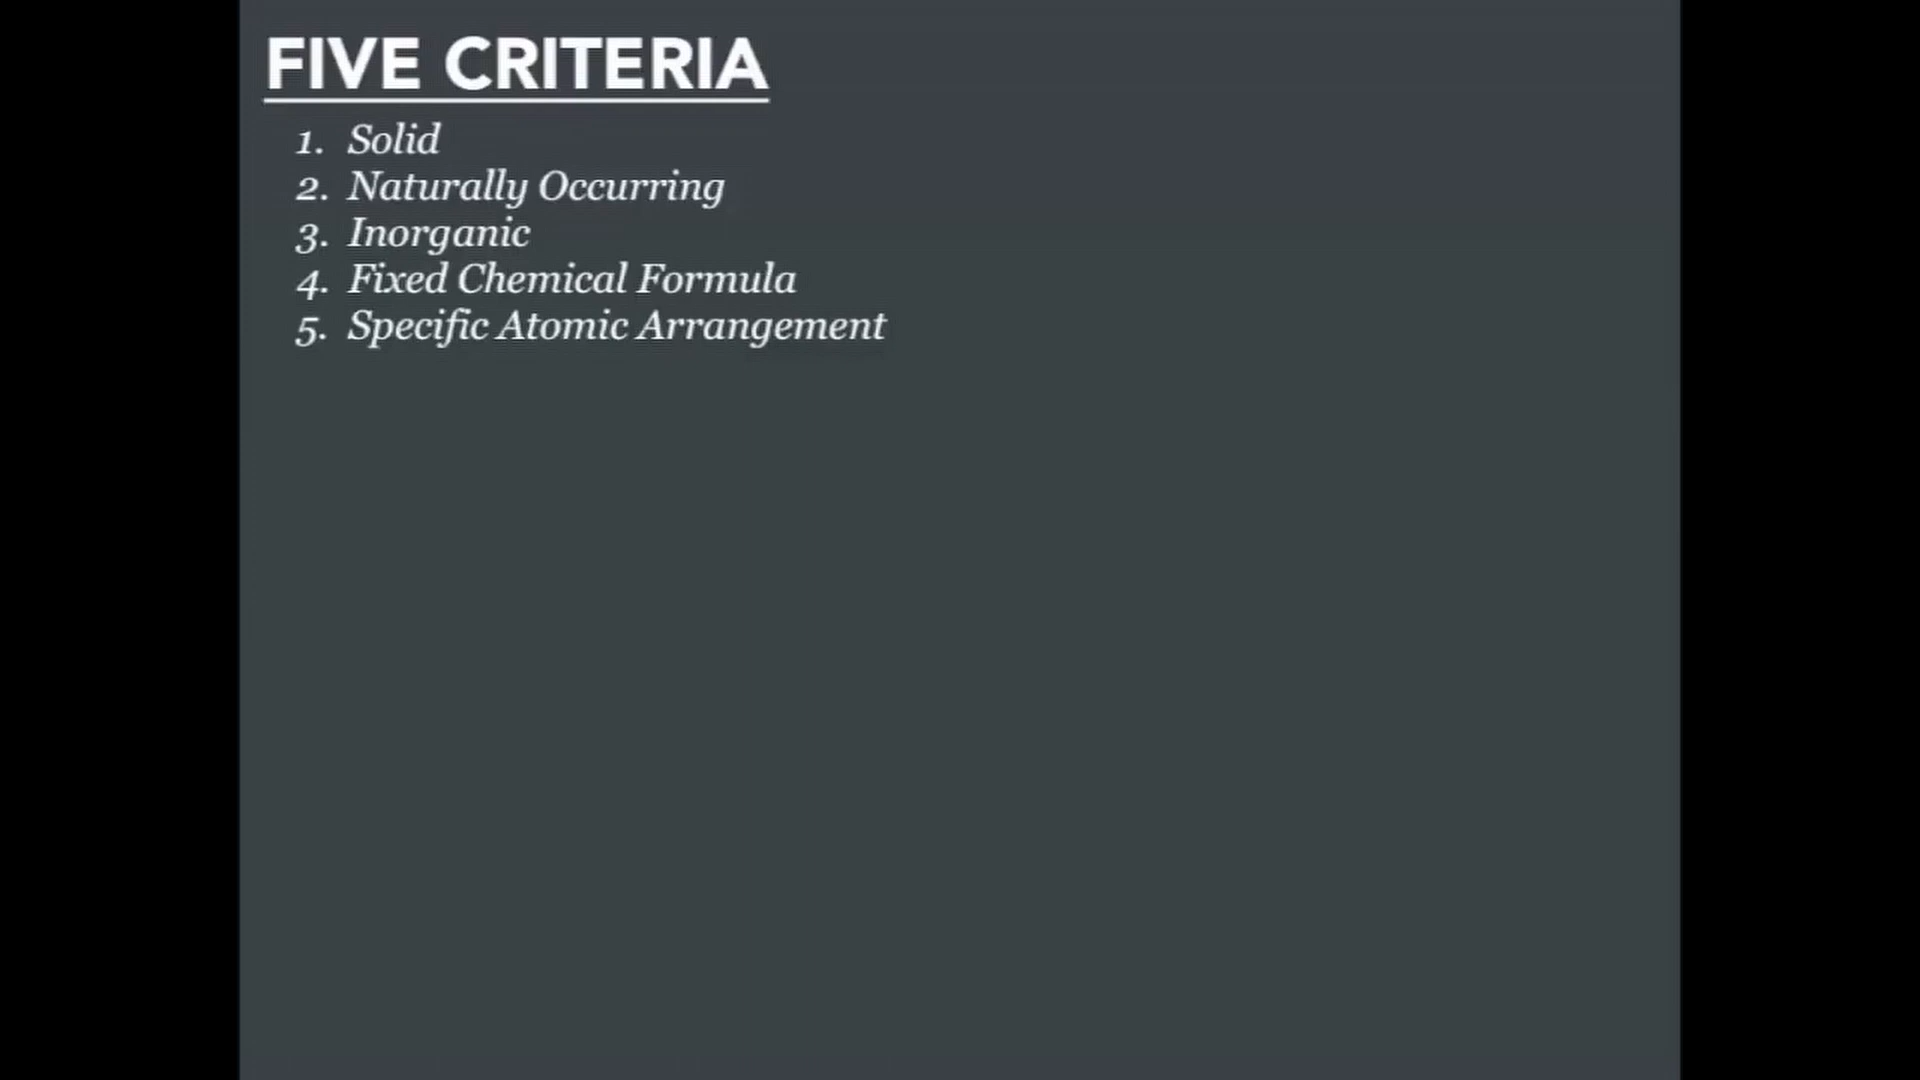 FIVE CRITERIA
1. Solid
2. Naturally Occurring
3. Inorganic
4. Fixed Chemical Formula
5. Specific Atomic Arrangement